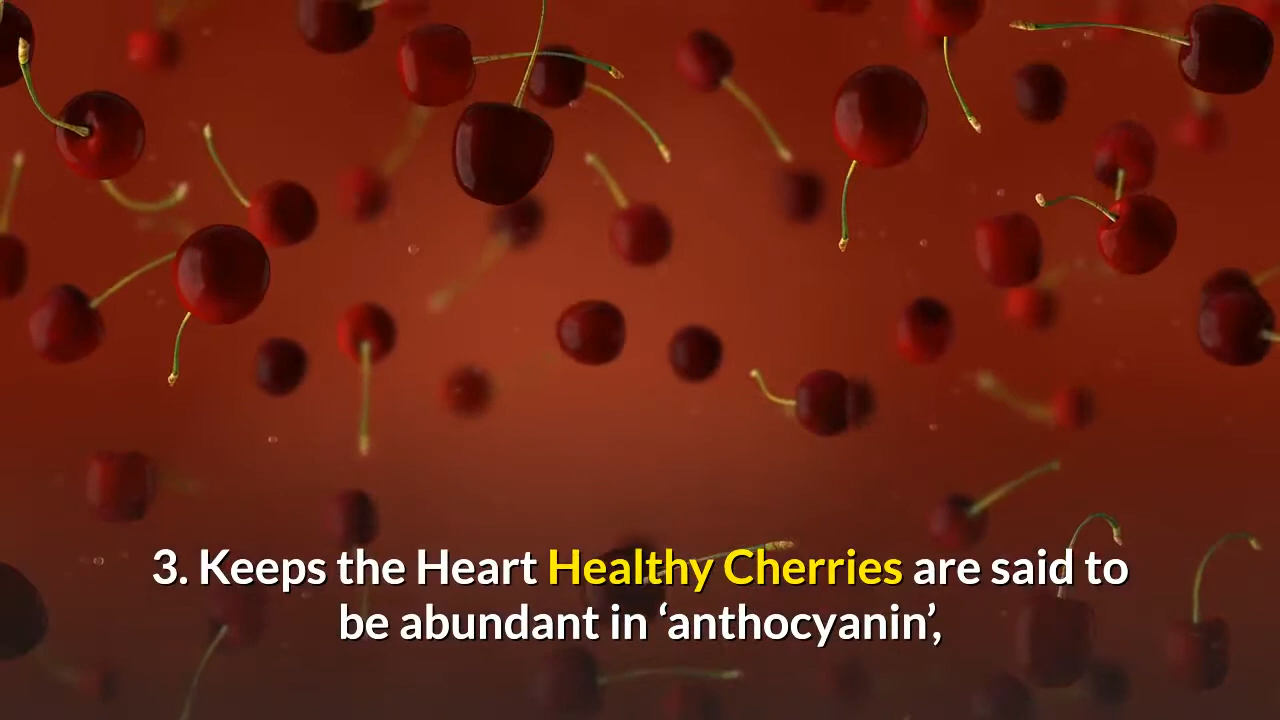 3. Keeps the Heart Healthy Cherries are said to
be abundant in ‘anthocyanin’,